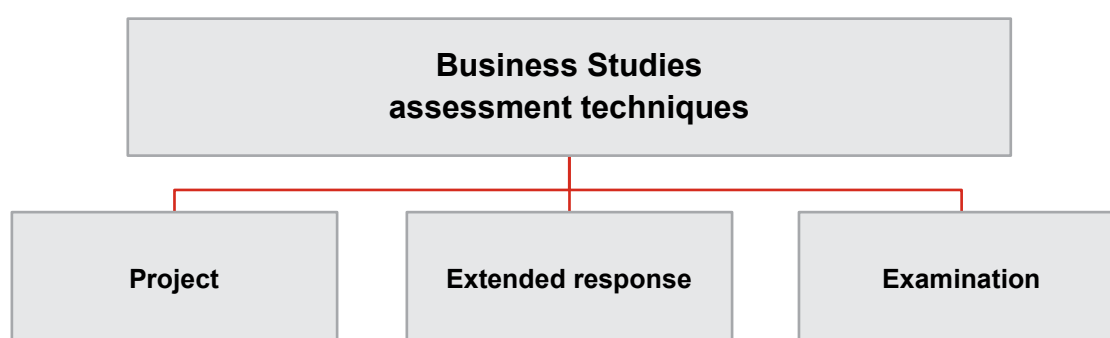 Business Studies
assessment techniques
Project
Extended response
Examination